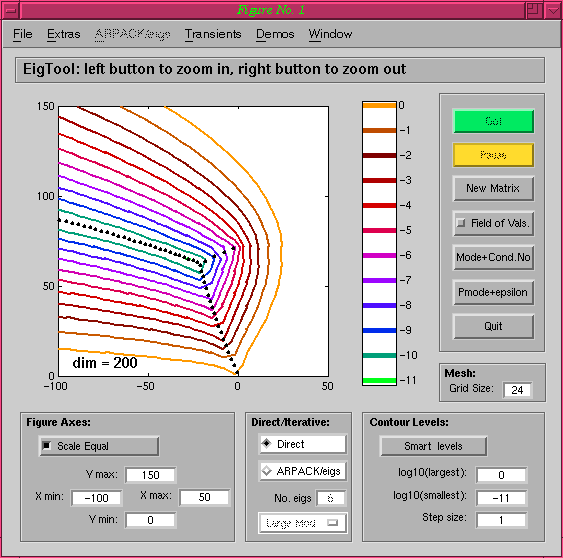 Figure No. 1
File Extras ARPACK/eigs Transients Demos Window
EigTool: left button to zoom in, right button to zoom out
150
100
50
0
-100 -50 0 50
dim = 200
0
-1
-2
-3
-4
-5
-6
-7
-8
-9
-10
-11
Go!
Pause
New Matrix
Field of Vals.
Mode+Cond.No
Pmode+epsilon
Quit
Mesh:
Grid Size: 24
Figure Axes:
Scale Equal
Y max: 150
X min: -100 X max: 50
Y min: 0
Direct/Iterative:
Direct
ARPACK/eigs
No. eigs 6
Large Mod
Contour Levels:
Smart levels
log10(largest): 0
log10(smallest): -11
Step size: 1